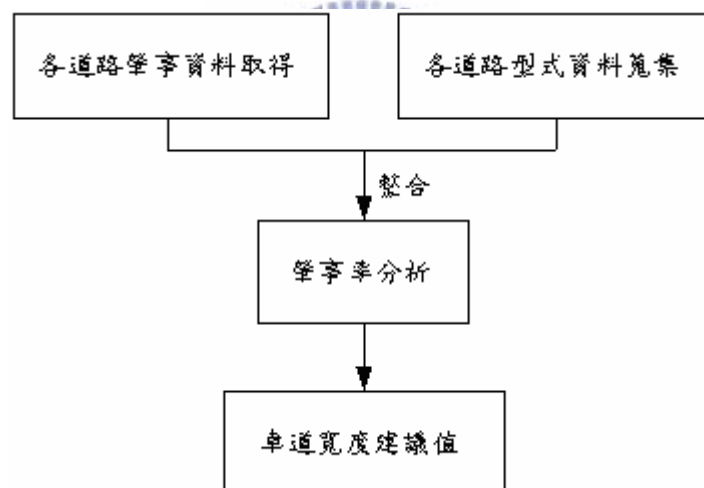 各道路肇事資料取得
各道路型式資料蒐集
整合
肇事率分析
車道寬度建議值